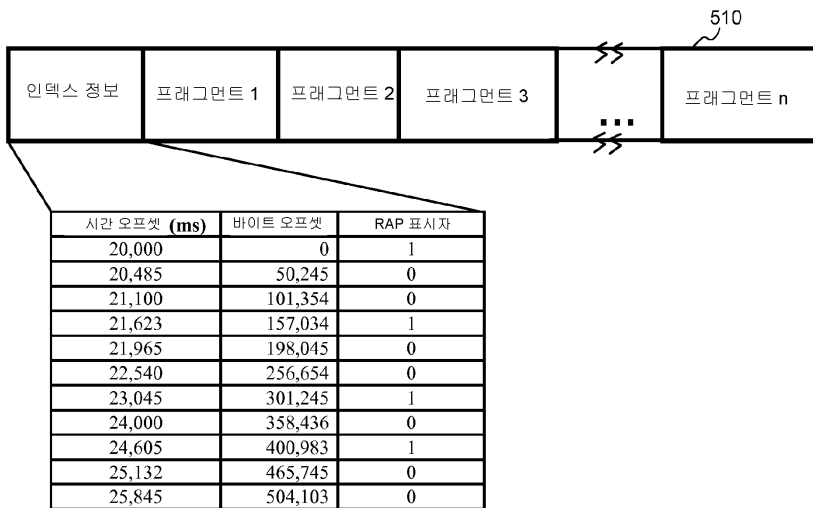 510
인덱스 정보 프래그먼트 1 프래그먼트 2 프래그먼트 3 ... 프래그먼트 n
시간 오프셋 (ms) 바이트 오프셋 RAP 표시자
20,000 0 1
20,485 50,245 0
21,100 101,354 0
21,623 157,034 1
21,965 198,045 0
22,540 256,654 0
23,045 301,245 1
24,000 358,436 0
24,605 400,983 1
25,132 465,745 0
25,845 504,103 0